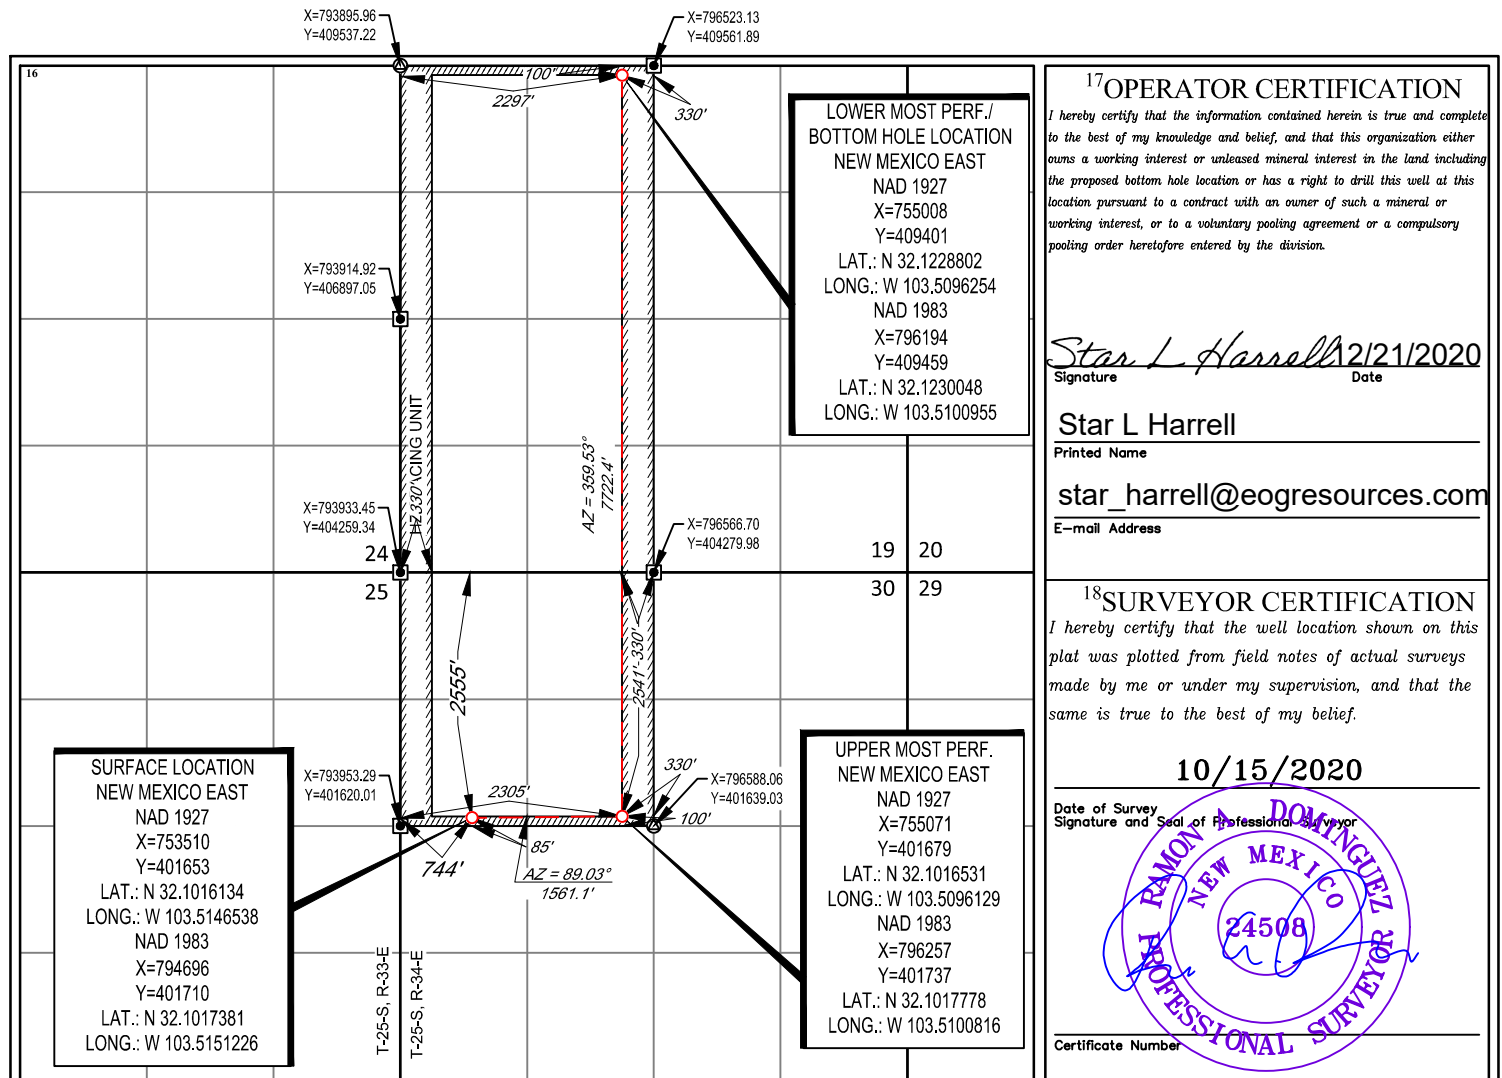 X=793895.96
Y=409537.22
X=796523.13
Y=409561.89
16
100'
2297'
330'
LOWER MOST PERF./
BOTTOM HOLE LOCATION
NEW MEXICO EAST
NAD 1927
X=755008
Y=409401
LAT.: N 32.1228802
LONG.: W 103.5096254
NAD 1983
X=796194
Y=409459
LAT.: N 32.1230048
LONG.: W 103.5100955
X=793914.92
Y=406897.05
330'
CING UNIT
AZ = 359.53°
7722.4'
X=793933.45
Y=404259.34
X=796566.70
Y=404279.98
24
19 20
25
30 29
2555'
2541'
330'
SURFACE LOCATION
NEW MEXICO EAST
NAD 1927
X=753510
Y=401653
LAT.: N 32.1016134
LONG.: W 103.5146538
NAD 1983
X=794696
Y=401710
LAT.: N 32.1017381
LONG.: W 103.5151226
X=793953.29
Y=401620.01
2305'
330'
X=796588.06
Y=401639.03
100'
744'
85'
AZ = 89.03°
1561.1'
UPPER MOST PERF.
NEW MEXICO EAST
NAD 1927
X=755071
Y=401679
LAT.: N 32.1016531
LONG.: W 103.5096129
NAD 1983
X=796257
Y=401737
LAT.: N 32.1017778
LONG.: W 103.5100816
T-25-S, R-33-E
T-25-S, R-34-E
17OPERATOR CERTIFICATION
I hereby certify that the information contained herein is true and complete
to the best of my knowledge and belief, and that this organization either
owns a working interest or unleased mineral interest in the land including
the proposed bottom hole location or has a right to drill this well at this
location pursuant to a contract with an owner of such a mineral or
working interest, or to a voluntary pooling agreement or a compulsory
pooling order heretofore entered by the division.
Star L Harrell 12/21/2020
Signature Date
Star L Harrell
Printed Name
star_harrell@eogresources.com
E-mail Address
18SURVEYOR CERTIFICATION
I hereby certify that the well location shown on this
plat was plotted from field notes of actual surveys
made by me or under my supervision, and that the
same is true to the best of my belief.
10/15/2020
Date of Survey
Signature and Seal of Professional Surveyor
RAMON A. DOMINGUEZ
NEW MEXICO
24508
PROFESSIONAL SURVEYOR
Certificate Number